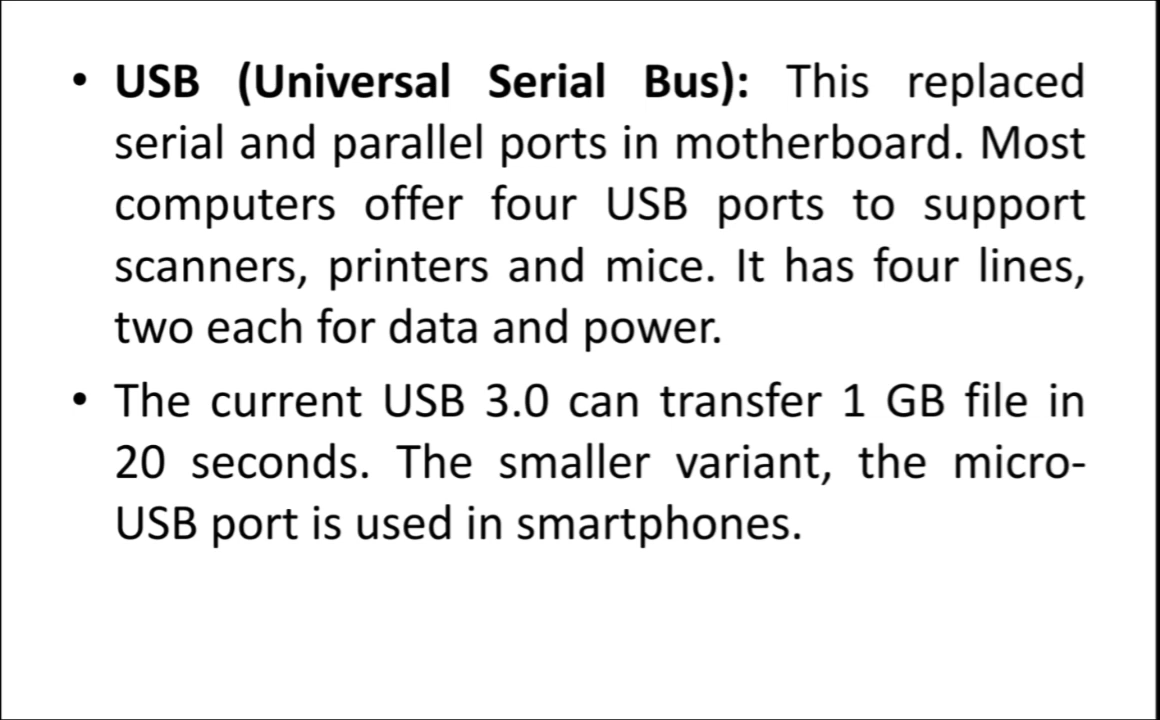 • USB (Universal Serial Bus): This replaced
serial and parallel ports in motherboard. Most
computers offer four USB ports to support
scanners, printers and mice. It has four lines,
two each for data and power.
• The current USB 3.0 can transfer 1 GB file in
20 seconds. The smaller variant, the micro-
USB port is used in smartphones.